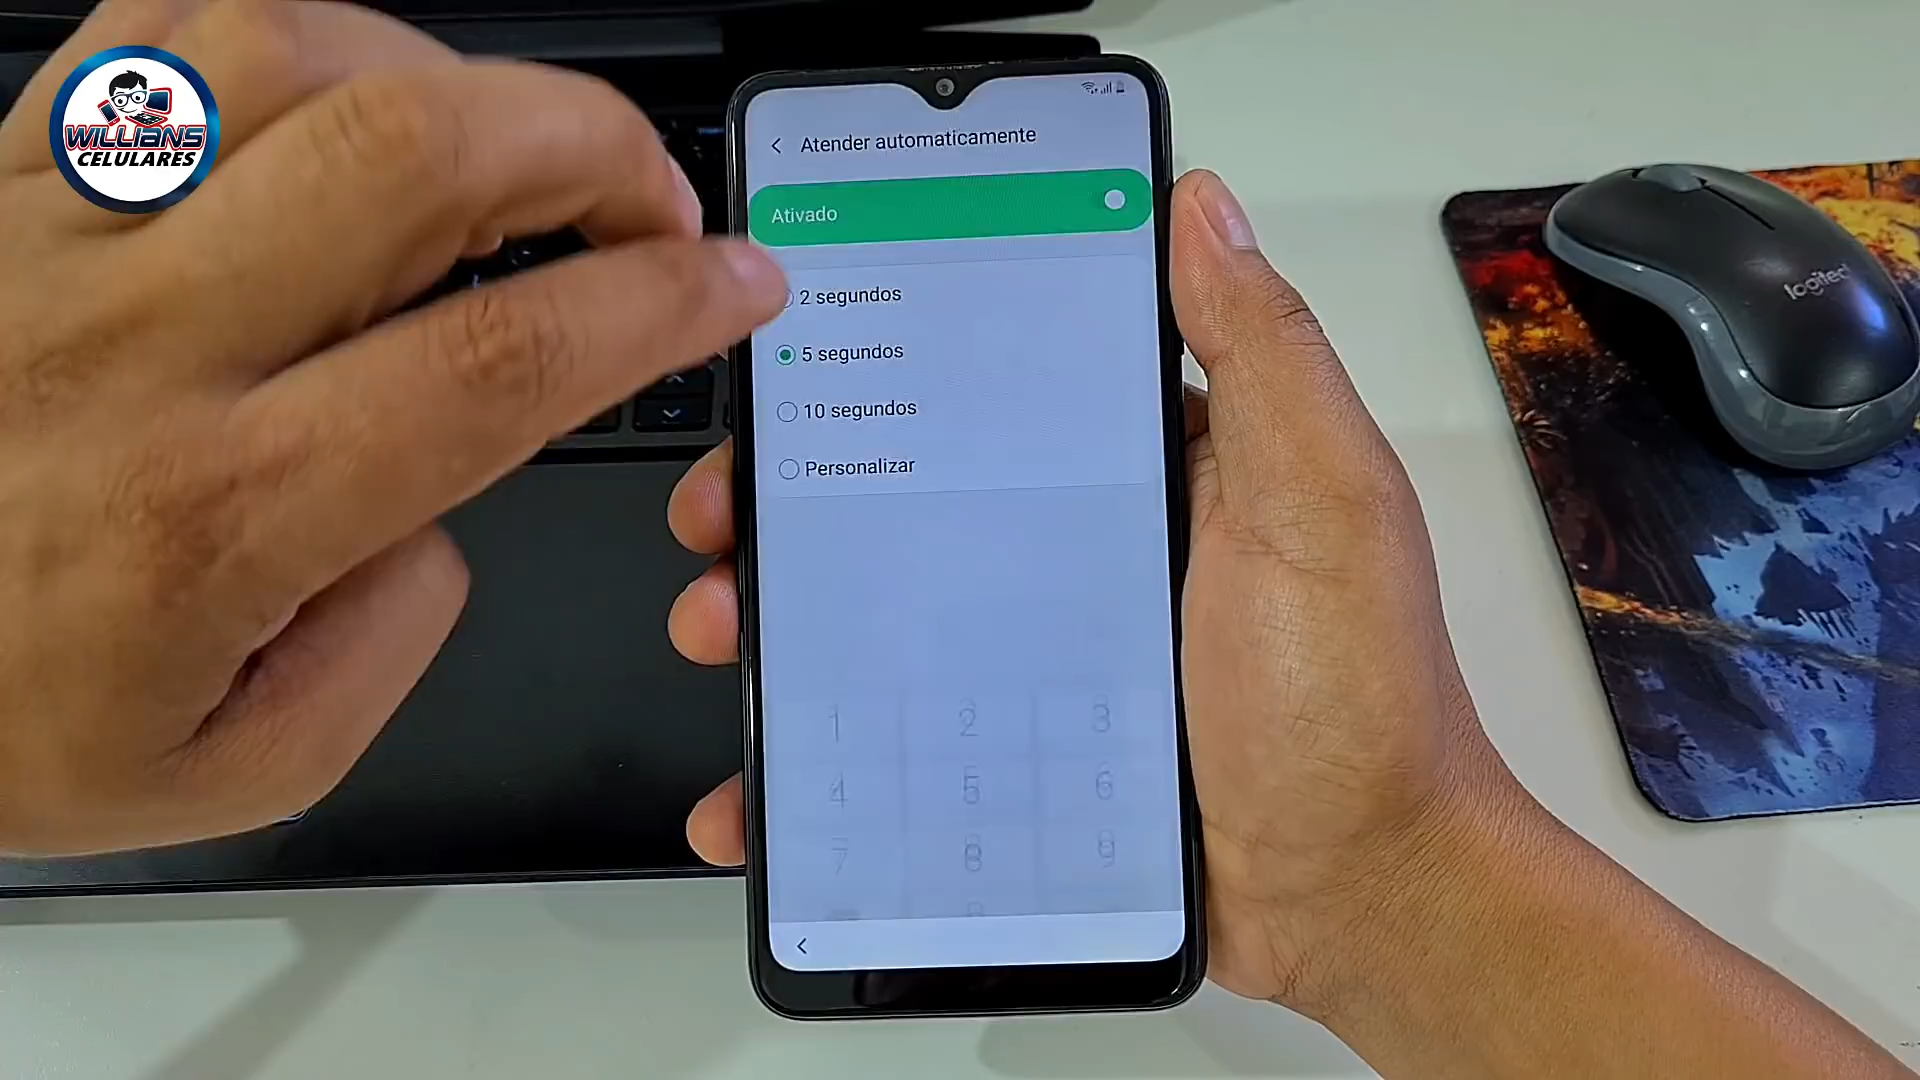 WILLIANS
CELULARES
Atender automaticamente
Ativado
2 segundos
5 segundos
10 segundos
Personalizar
1 2 3
4 5 6
7 8 9
logitech